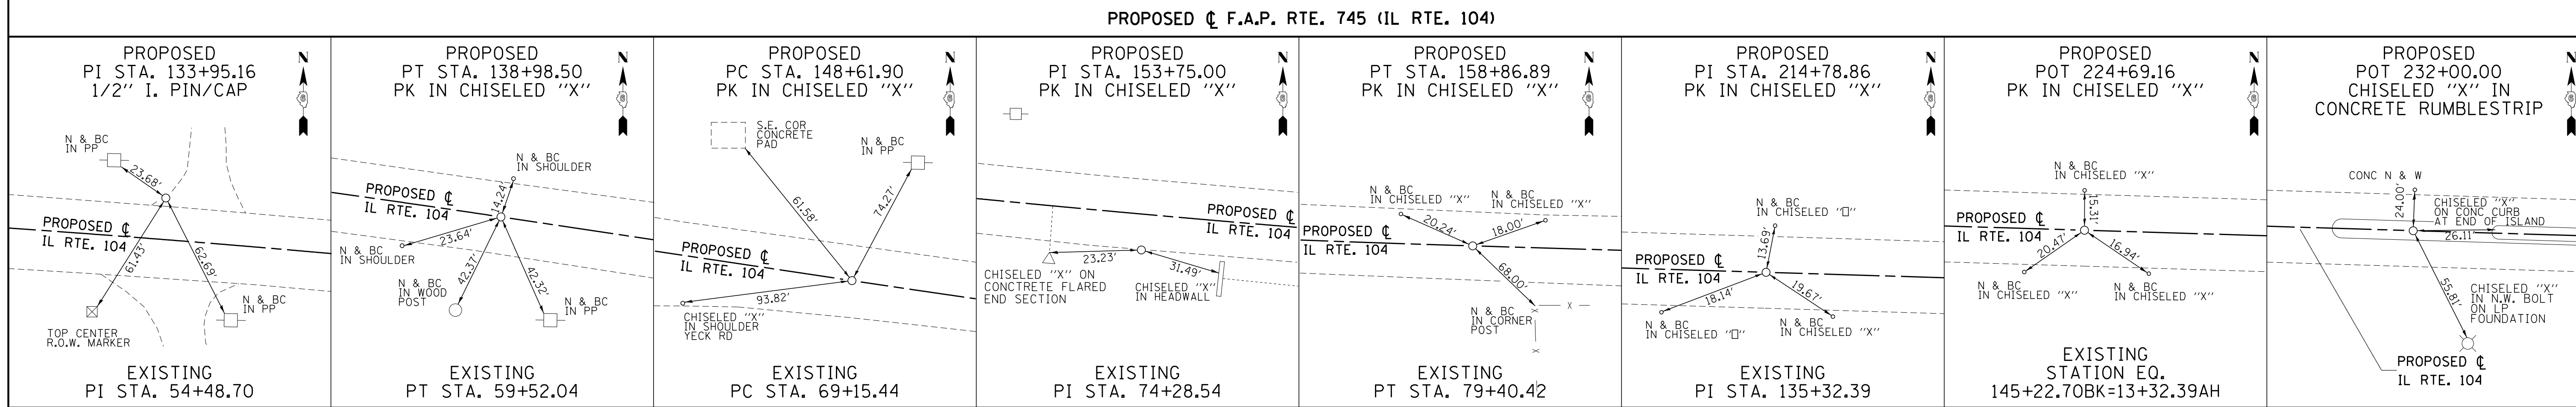 PROPOSED ℄ F.A.P. RTE. 745 (IL RTE. 104)
PROPOSED
PI STA. 133+95.16
1/2" I. PIN/CAP
N
N & BC
IN PP
23.68'
PROPOSED ℄
IL RTE. 104
61.43'
62.69'
N & BC
IN PP
TOP CENTER
R.O.W. MARKER
EXISTING
PI STA. 54+48.70
PROPOSED
PT STA. 138+98.50
PK IN CHISELED "X"
N
N & BC
IN SHOULDER
14.24'
PROPOSED ℄
IL RTE. 104
23.64'
N & BC
IN SHOULDER
42.37'
42.32'
N & BC
IN WOOD
POST
N & BC
IN PP
EXISTING
PT STA. 59+52.04
PROPOSED
PC STA. 148+61.90
PK IN CHISELED "X"
N
S.E. COR
CONCRETE
PAD
N & BC
IN PP
61.58'
74.27'
PROPOSED ℄
IL RTE. 104
93.82'
CHISELED "X"
IN SHOULDER
YECK RD
EXISTING
PC STA. 69+15.44
PROPOSED
PI STA. 153+75.00
PK IN CHISELED "X"
N
PROPOSED ℄
IL RTE. 104
23.23'
31.49'
CHISELED "X" ON
CONCRETE FLARED
END SECTION
CHISELED "X"
IN HEADWALL
EXISTING
PI STA. 74+28.54
PROPOSED
PT STA. 158+86.89
PK IN CHISELED "X"
N
N & BC
IN CHISELED "X"
N & BC
IN CHISELED "X"
20.24'
18.00'
PROPOSED ℄
IL RTE. 104
68.00'
N & BC
IN CORNER
POST
X
X
X
EXISTING
PT STA. 79+40.42
PROPOSED
PI STA. 214+78.86
PK IN CHISELED "X"
N
N & BC
IN CHISELED "□"
13.69'
PROPOSED ℄
IL RTE. 104
18.14'
19.67'
N & BC
IN CHISELED "□"
N & BC
IN CHISELED "X"
EXISTING
PI STA. 135+32.39
PROPOSED
POT 224+69.16
PK IN CHISELED "X"
N
N & BC
IN CHISELED "X"
15.31'
PROPOSED ℄
IL RTE. 104
20.47'
16.94'
N & BC
IN CHISELED "X"
N & BC
IN CHISELED "X"
EXISTING
STATION EQ.
145+22.70BK=13+32.39AH
PROPOSED
POT 232+00.00
CHISELED "X" IN
CONCRETE RUMBLESTRIP
N
CONC N & W
24.00'
CHISELED "X"
ON CONC CURB
AT END OF ISLAND
26.11'
55.81'
CHISELED "X"
IN N.W. BOLT
ON LP
FOUNDATION
PROPOSED ℄
IL RTE. 104